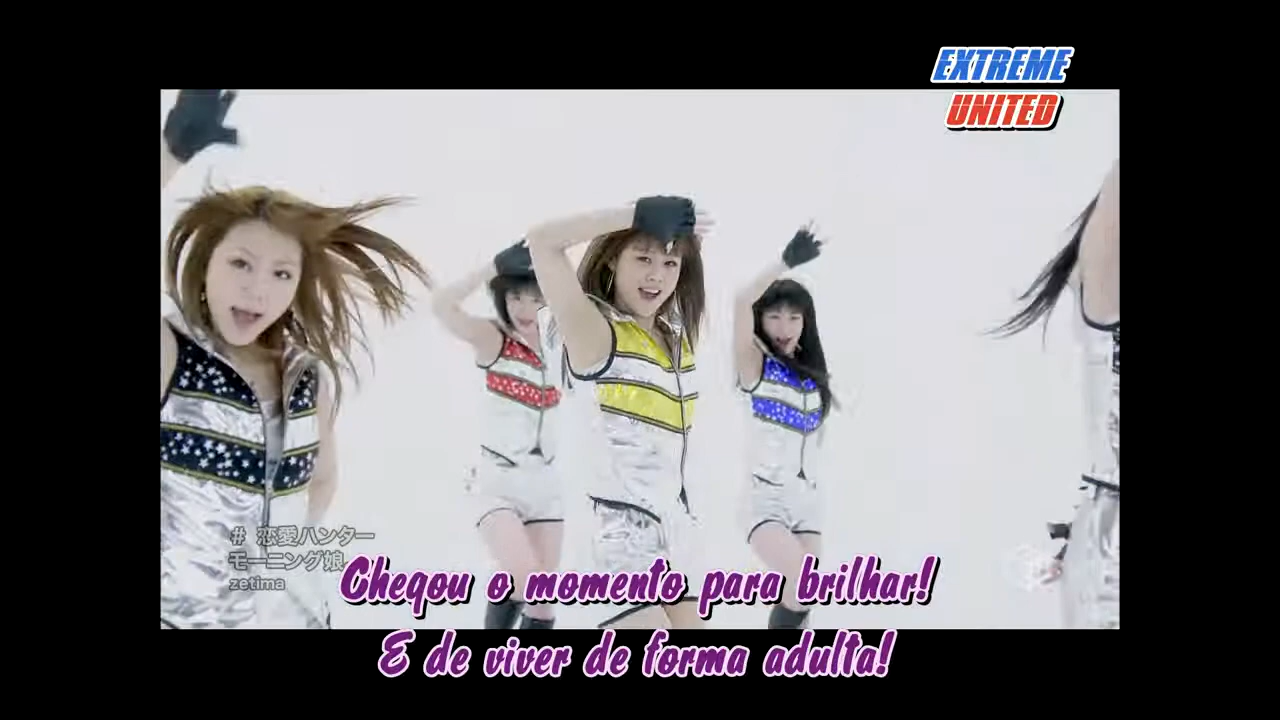 EXTREME
UNITED
# 恋愛ハンター
モーニング娘。
zetima
Chegou o momento para brilhar!
E de viver de forma adulta!